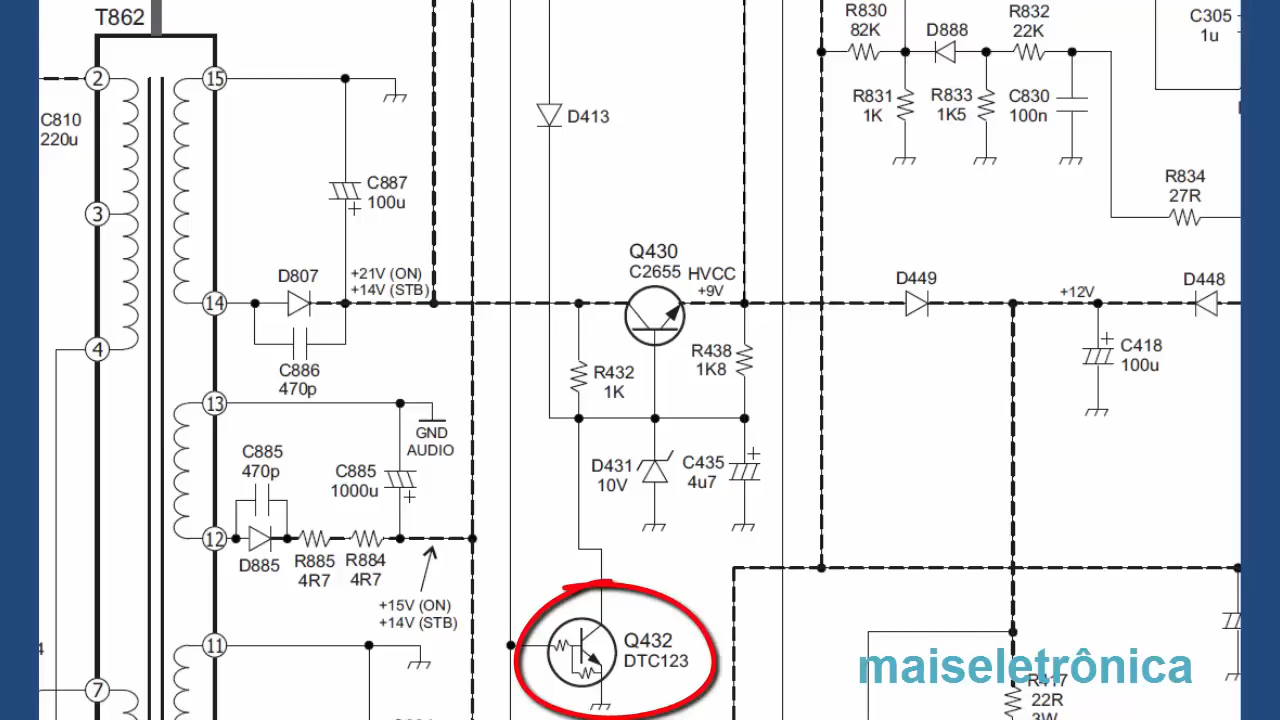 T862
R830
82K
D888
R832
22K
C305
1u
2
15
C810
220u
R831
1K
R833
1K5
C830
100n
D413
C887
100u
R834
27R
3
Q430
C2655
HVCC
+9V
D807
+21V (ON)
+14V (STB)
D449
+12V
D448
14
4
C886
470p
R432
1K
R438
1K8
C418
100u
13
GND
AUDIO
C885
470p
C885
1000u
D431
10V
C435
4u7
12
D885
R885
4R7
R884
4R7
+15V (ON)
+14V (STB)
11
Q432
DTC123
7
maiseletrônica
R417
22R
3W